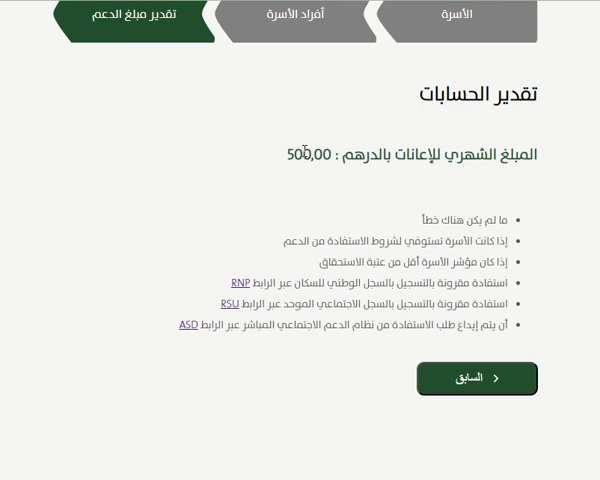 الأسرة
أفراد الأسرة
تقدير مبلغ الدعم
تقدير الحسابات
المبلغ الشهري للإعانات بالدرهم : 500,00
ما لم يكن هناك خطأ
إذا كانت الأسرة تستوفي لشروط الاستفادة من الدعم
إذا كان مؤشر الأسرة أقل من عتبة الاستحقاق
استفادة مقرونة بالتسجيل بالسجل الوطني للسكان عبر الرابط RNP
استفادة مقرونة بالتسجيل بالسجل الاجتماعي الموحد عبر الرابط RSU
أن يتم إيداع طلب الاستفادة من نظام الدعم الاجتماعي المباشر عبر الرابط ASD
السابق